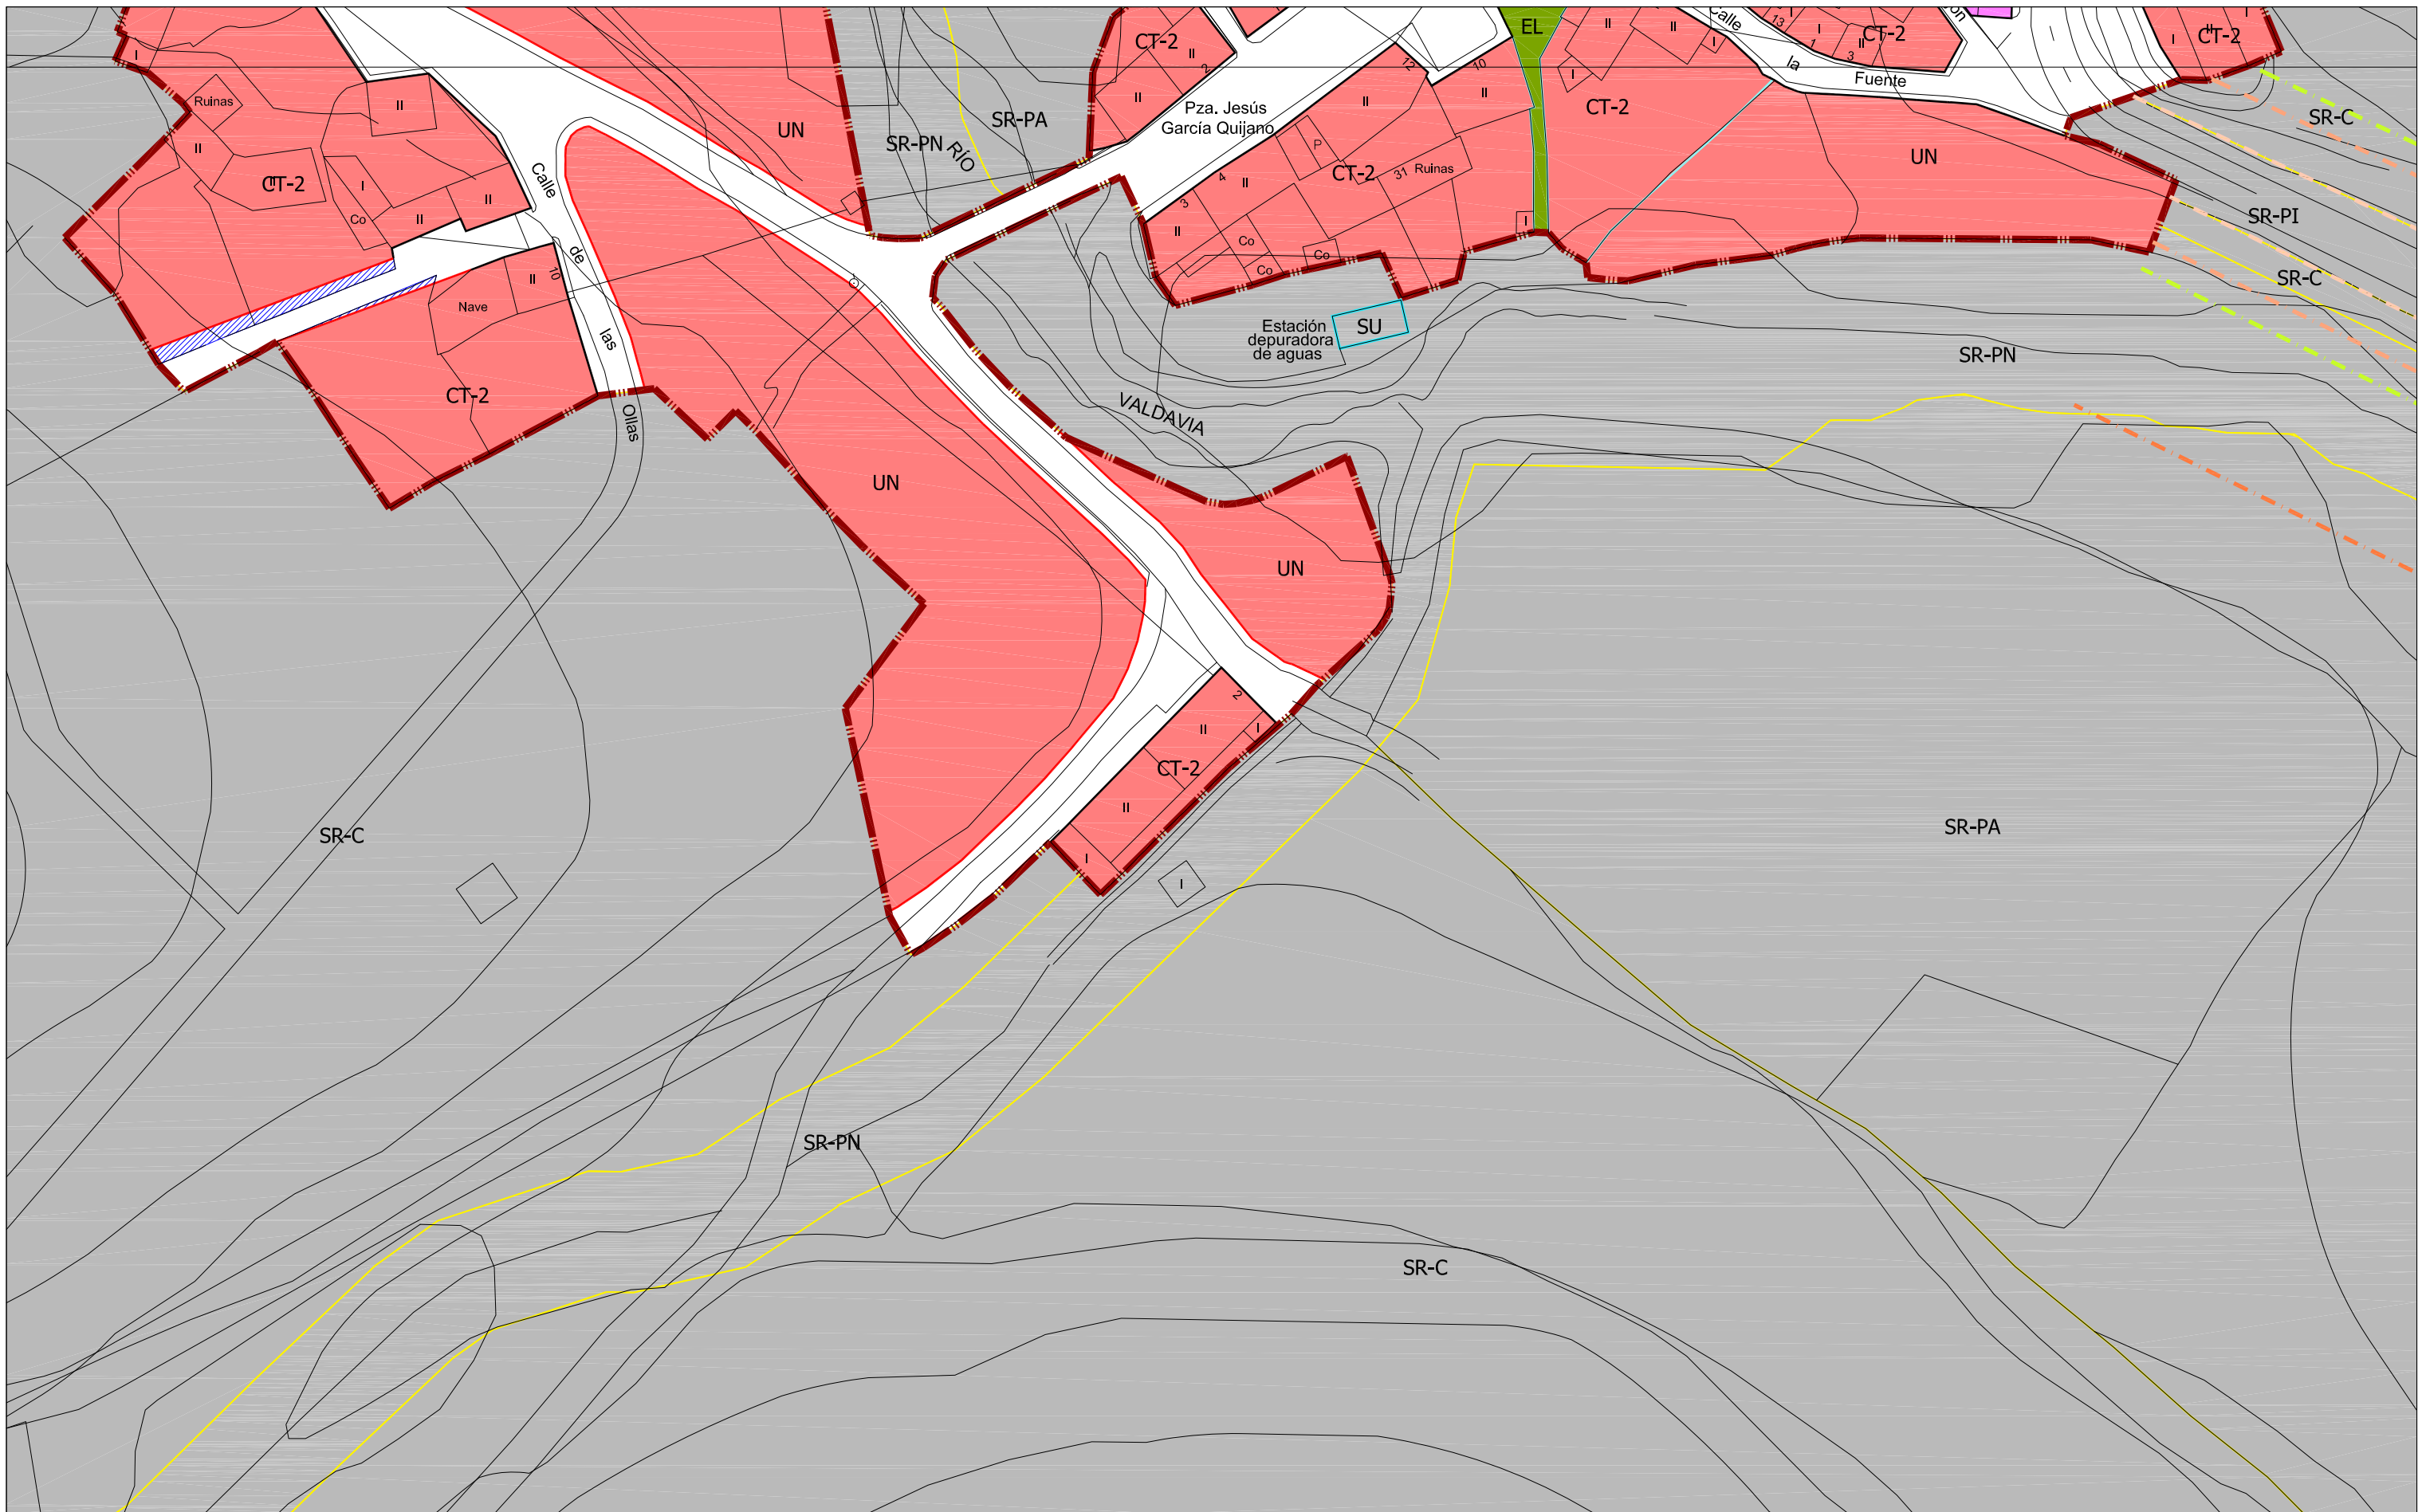 EL
II
II
I
Calle
la
Fuente
13
I
1
II
3
CT-2
I
II
CT-2
I
CT-2
II
2
II
12
10
II
II
I
CT-2
SR-C
Ruinas
II
II
CT-2
II
I
Co
II
II
UN
SR-PN
RÍO
SR-PA
Pza. Jesús
García Quijano
P
CT-2
31 Ruinas
4
II
3
II
Co
Co
Co
I
UN
SR-PI
SR-C
Calle
de
las
Ollas
10
II
Nave
CT-2
Estación
depuradora
de aguas
SU
SR-PN
VALDAVIA
UN
UN
2
II
I
CT-2
II
I
I
SR-C
SR-PA
SR-PN
SR-C